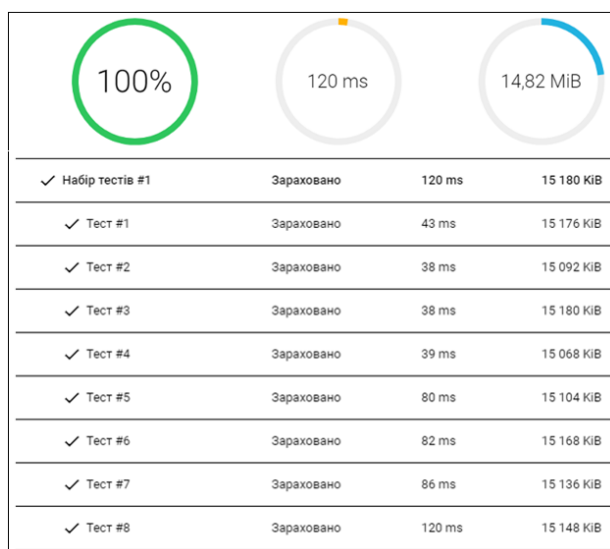 100% 120 ms 14,82 MiB
Набір тестів #1 Зараховано 120 ms 15 180 KiB
Тест #1 Зараховано 43 ms 15 176 KiB
Тест #2 Зараховано 38 ms 15 092 KiB
Тест #3 Зараховано 38 ms 15 180 KiB
Тест #4 Зараховано 39 ms 15 068 KiB
Тест #5 Зараховано 80 ms 15 104 KiB
Тест #6 Зараховано 82 ms 15 168 KiB
Тест #7 Зараховано 86 ms 15 136 KiB
Тест #8 Зараховано 120 ms 15 148 KiB